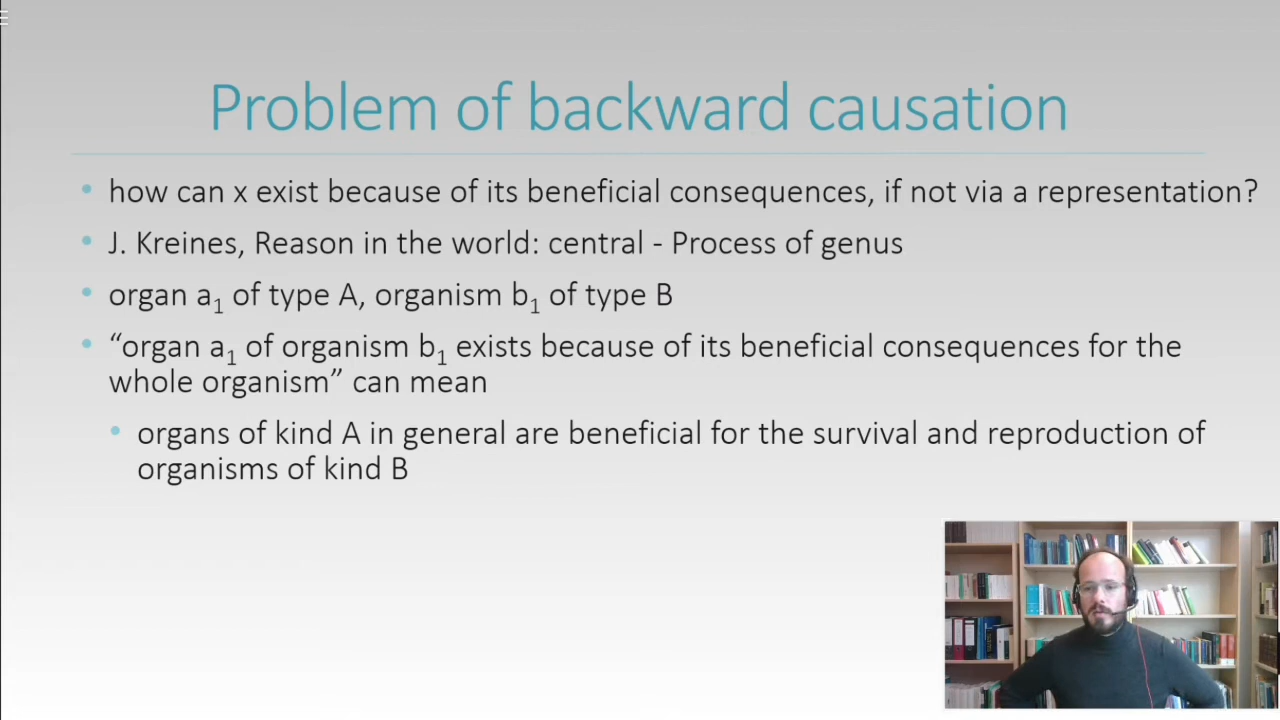 Problem of backward causation
• how can x exist because of its beneficial consequences, if not via a representation?
• J. Kreines, Reason in the world: central - Process of genus
• organ a₁ of type A, organism b₁ of type B
• “organ a₁ of organism b₁ exists because of its beneficial consequences for the
whole organism” can mean
• organs of kind A in general are beneficial for the survival and reproduction of
organisms of kind B